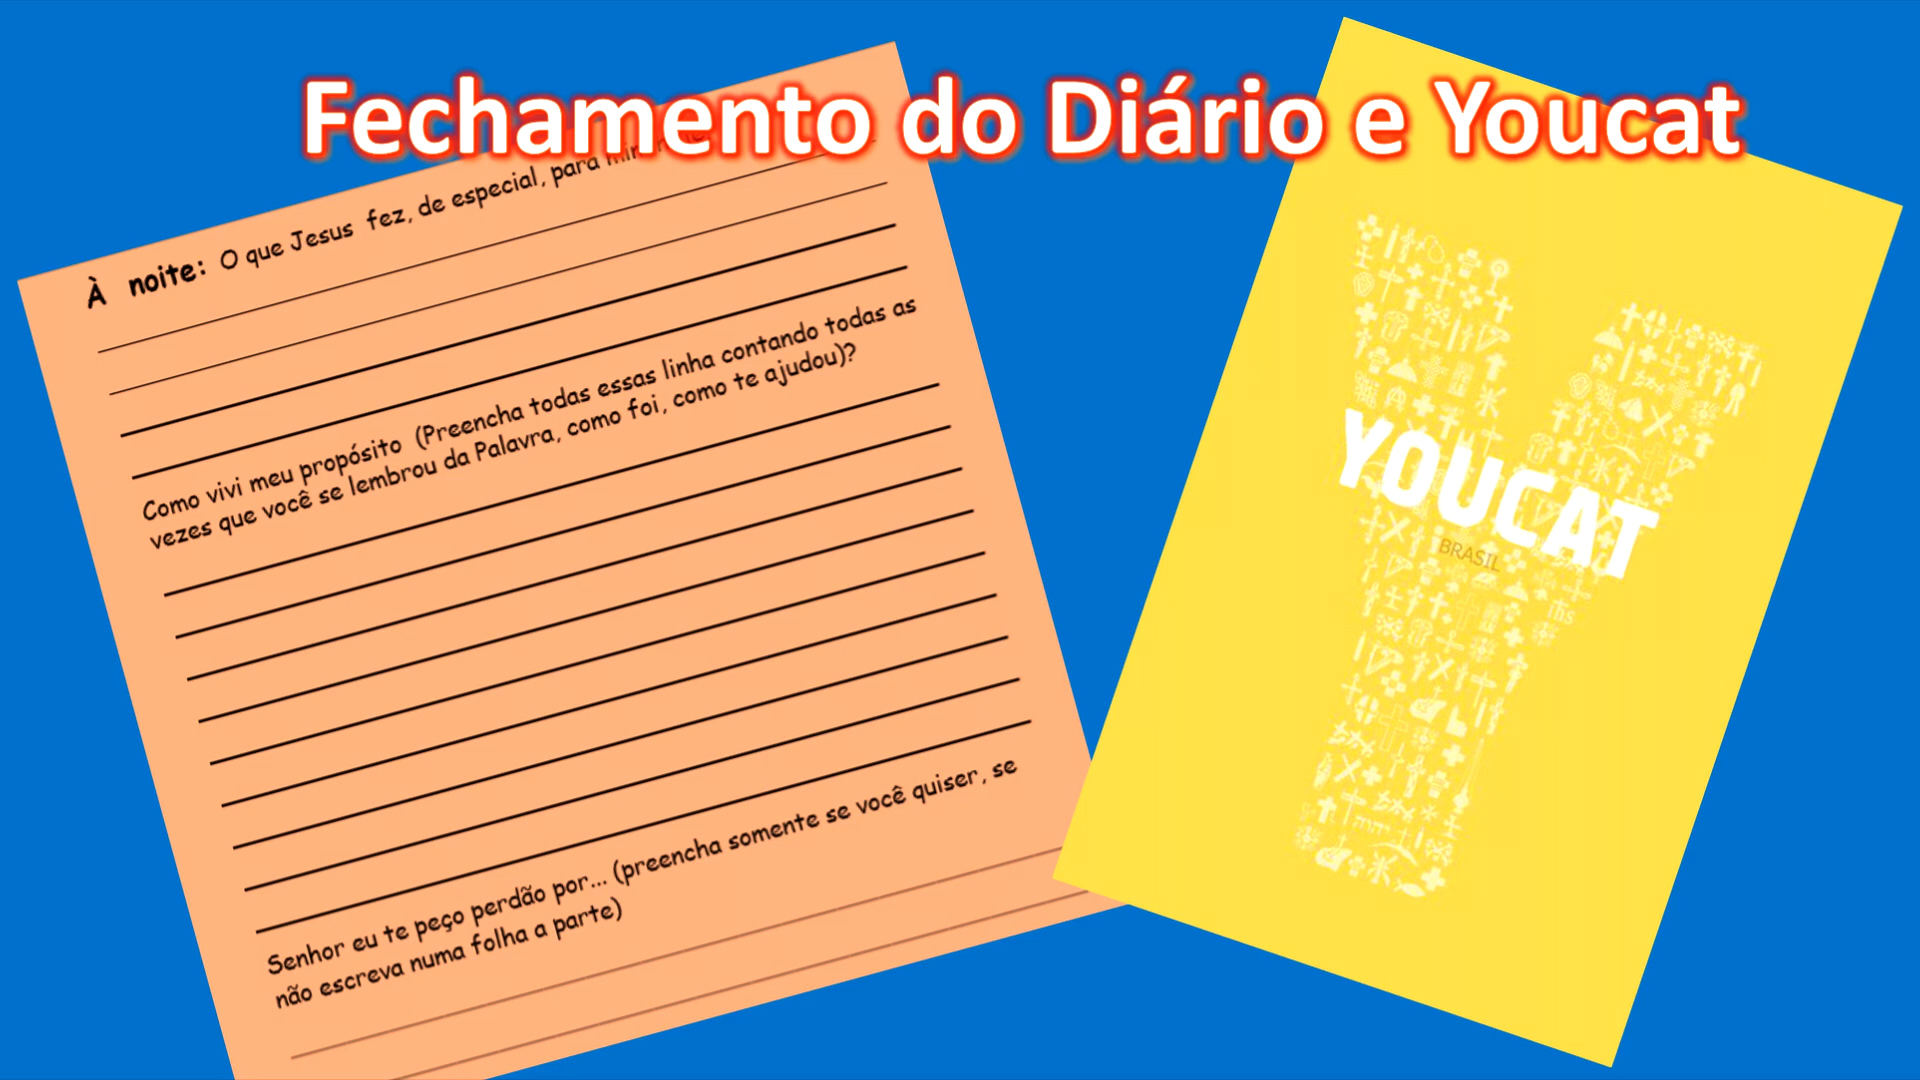 Fechamento do Diário e Youcat
À noite: O que Jesus fez, de especial, para
Como vivi meu propósito (Preencha todas essas linha contando todas as
vezes que você se lembrou da Palavra, como foi, como te ajudou)?
Senhor eu te peço perdão por... (preencha somente se você quiser, se
não escreva numa folha a parte)
YOUCAT
BRASIL
ihs